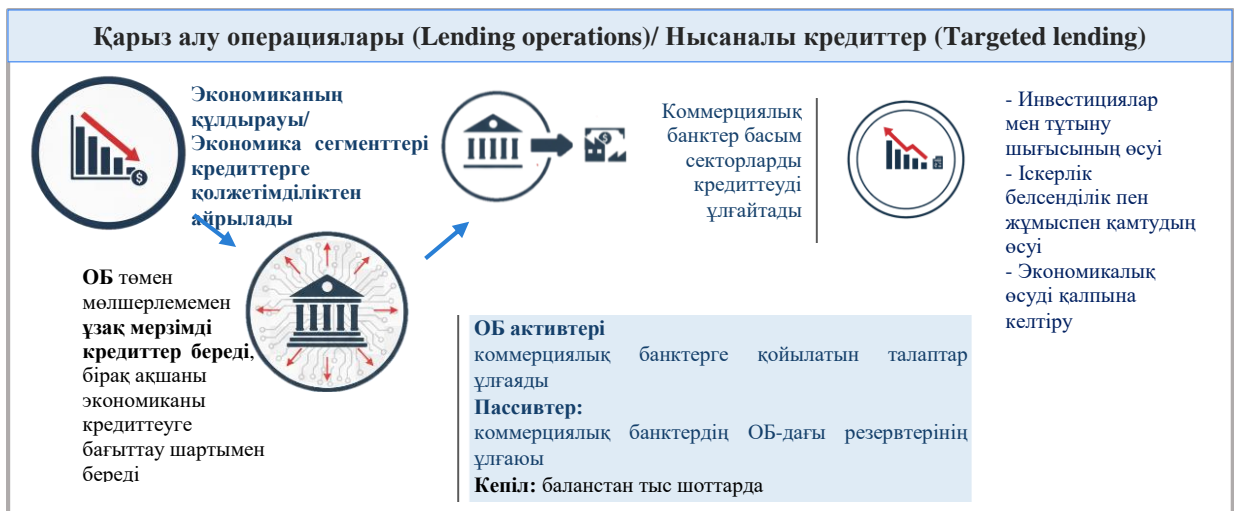 Қарыз алу операциялары (Lending operations)/ Нысаналы кредиттер (Targeted lending)
Экономиканың
құлдырауы/
Экономика сегменттері
кредиттерге
қолжетімділіктен
айрылады
ОБ төмен
мөлшерлемемен
ұзақ мерзімді
кредиттер береді,
бірақ ақшаны
экономиканы
кредиттеуге
бағыттау шартымен
береді
Коммерциялық
банктер басым
секторларды
кредиттеуді
ұлғайтады
ОБ активтері
коммерциялық банктерге қойылатын талаптар
ұлғаяды
Пассивтер:
коммерциялық банктердің ОБ-дағы резервтерінің
ұлғаюы
Кепіл: баланстан тыс шоттарда
- Инвестициялар
мен тұтыну
шығысының өсуі
- Іскерлік
белсенділік пен
жұмыспен қамтудың
өсуі
- Экономикалық
өсуді қалпына
келтіру